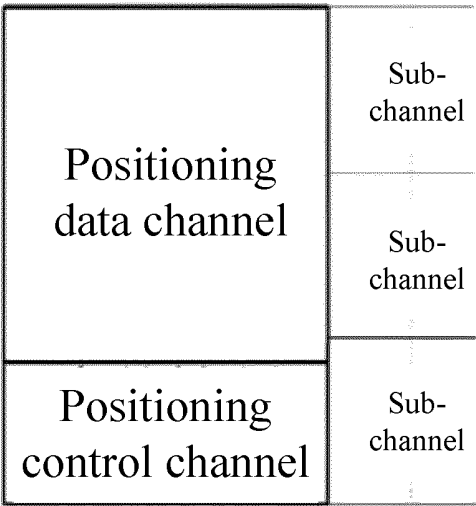 Positioning
data channel
Positioning
control channel
Sub-
channel
Sub-
channel
Sub-
channel